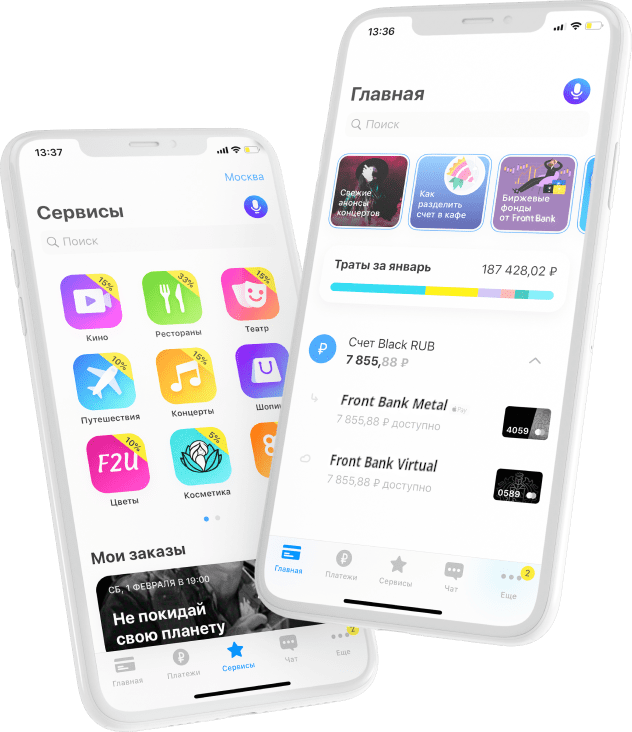 13:37
Москва
Сервисы
Поиск
15%
33%
15%
Кино
Рестораны
Театр
10%
15%
Путешествия
Концерты
Шопи
F2U
10%
5%
8
Цветы
Косметика
Мои заказы
СБ, 1 ФЕВРАЛЯ В 19:00
Не покидай
свою планету
2
Главная
Платежи
Сервисы
Чат
Еще
13:36
Главная
Поиск
Свежие
анонсы
концертов
Как
разделить
счет в кафе
Биржевые
фонды
от Front Bank
Траты за январь
187 428,02 ₽
₽
Счет Black RUB
7 855,88 ₽
Front Bank Metal Pay
7 855,88 ₽ доступно
4059
Front Bank Virtual
7 855,88 ₽ доступно
0589
2
Главная
Платежи
Сервисы
Чат
Еще